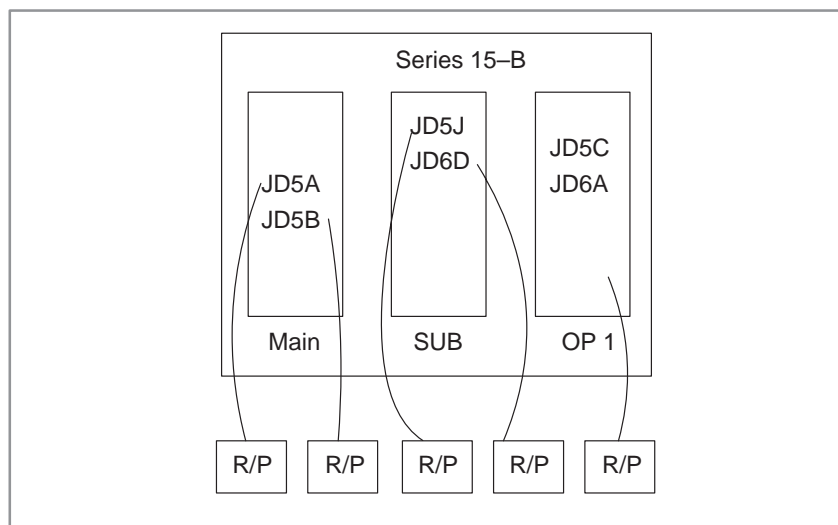 Series 15–B
JD5A
JD5B
Main
JD5J
JD6D
SUB
JD5C
JD6A
OP 1
R/P
R/P
R/P
R/P
R/P